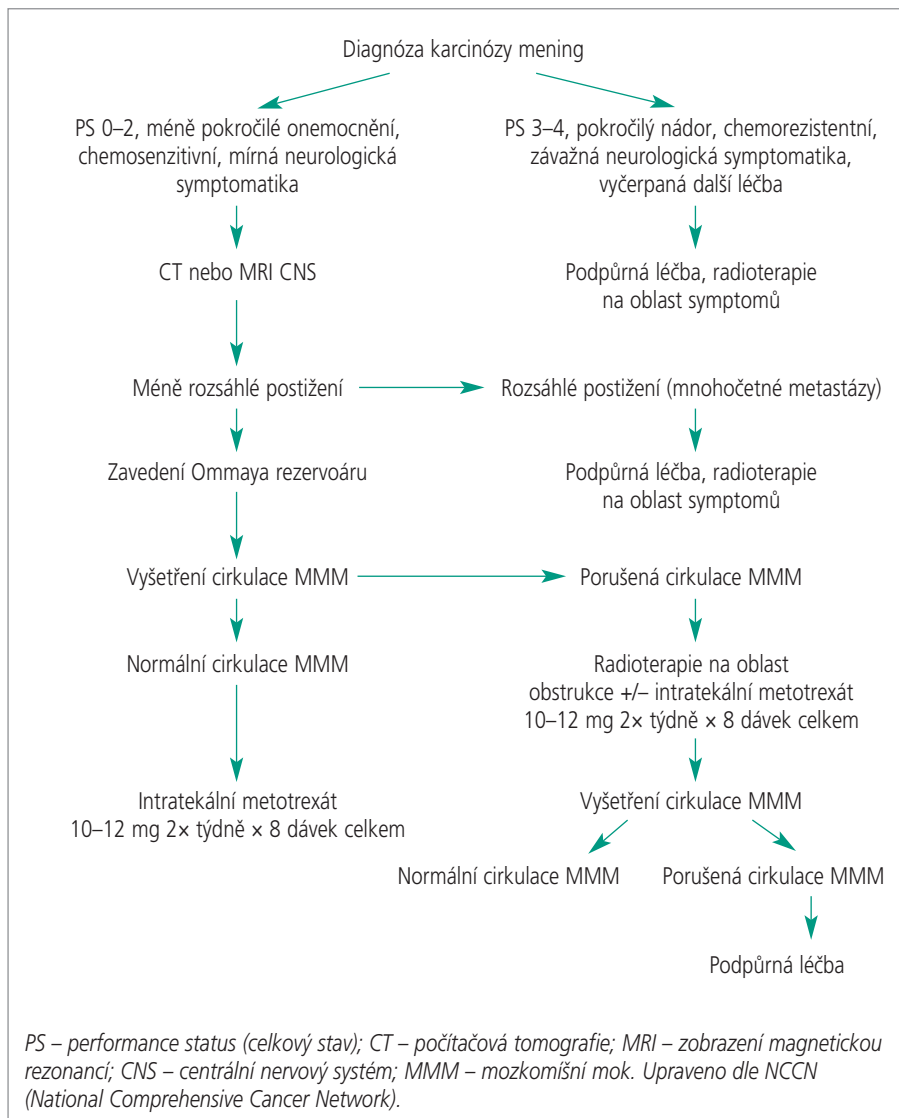 Diagnóza karcinózy mening
PS 0–2, méně pokročilé onemocnění,
chemosenzitivní, mírná neurologická
symptomatika
PS 3–4, pokročilý nádor, chemorezistentní,
závažná neurologická symptomatika,
vyčerpaná další léčba
CT nebo MRI CNS
Podpůrná léčba, radioterapie
na oblast symptomů
Méně rozsáhlé postižení
Rozsáhlé postižení (mnohočetné metastázy)
Zavedení Ommaya rezervoáru
Podpůrná léčba, radioterapie
na oblast symptomů
Vyšetření cirkulace MMM
Porušená cirkulace MMM
Normální cirkulace MMM
Radioterapie na oblast
obstrukce +/– intratekální metotrexát
10–12 mg 2× týdně × 8 dávek celkem
Intratekální metotrexát
10–12 mg 2× týdně × 8 dávek celkem
Vyšetření cirkulace MMM
Normální cirkulace MMM
Porušená cirkulace MMM
Podpůrná léčba
PS – performance status (celkový stav); CT – počítačová tomografie; MRI – zobrazení magnetickou
rezonancí; CNS – centrální nervový systém; MMM – mozkomíšní mok. Upraveno dle NCCN
(National Comprehensive Cancer Network).